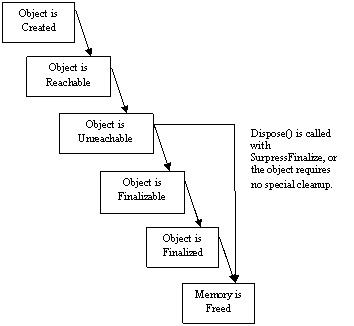 Object is
Created
Object is
Reachable
Object is
Unreachable
Dispose() is called
with
SurpressFinalize, or
the object requires
no special cleanup.
Object is
Finalizable
Object is
Finalized
Memory is
Freed